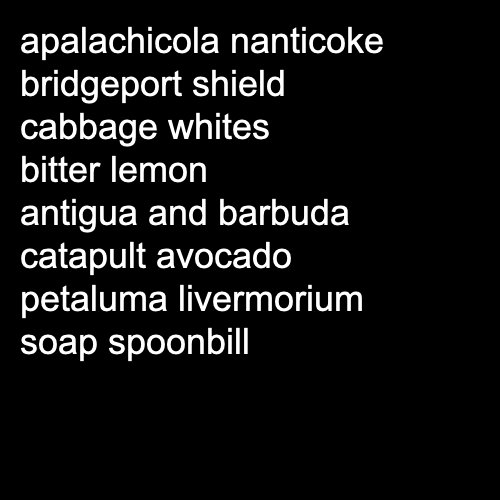 apalachicola nanticoke
bridgeport shield
cabbage whites
bitter lemon
antigua and barbuda
catapult avocado
petaluma livermorium
soap spoonbill